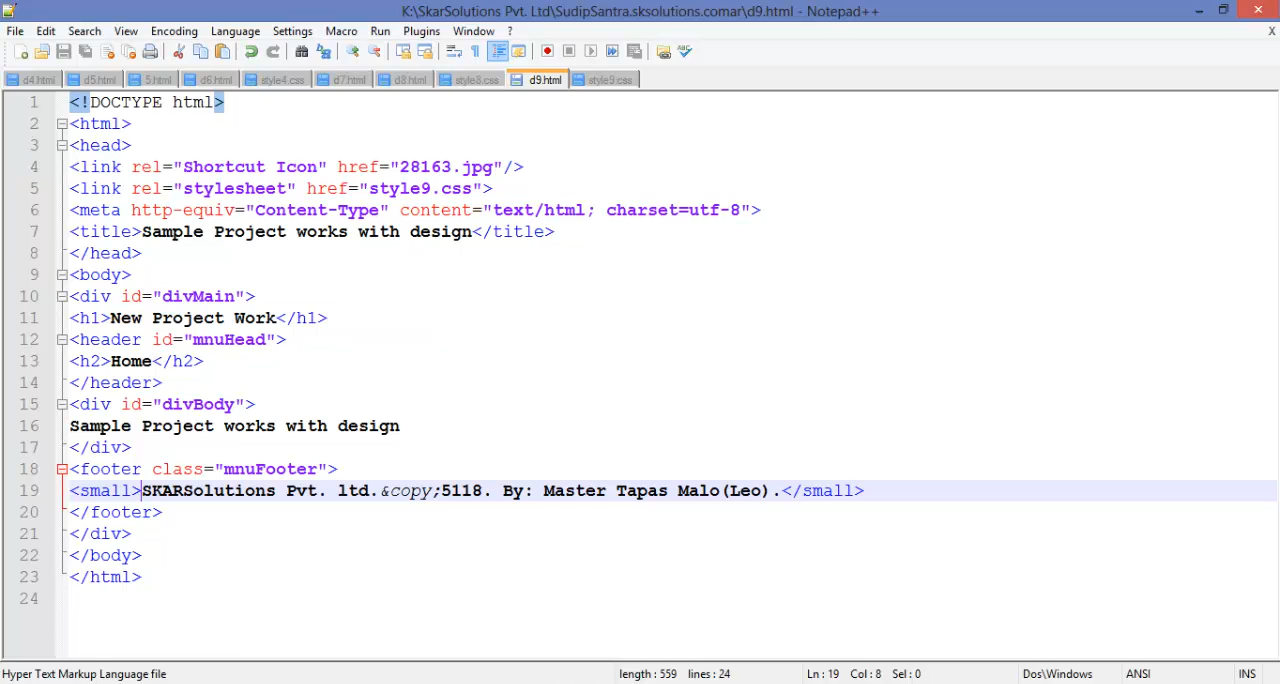 K:\SkarSolutions Pvt. Ltd\SudipSantra.sksolutions.comar\d9.html - Notepad++
File Edit Search View Encoding Language Settings Macro Run Plugins Window ? X
d4.html d5.html 5.html d6.html style4.css d7.html d8.html style8.css d9.html style9.css
1 <!DOCTYPE html>
2 <html>
3 <head>
4 <link rel="Shortcut Icon" href="28163.jpg"/>
5 <link rel="stylesheet" href="style9.css">
6 <meta http-equiv="Content-Type" content="text/html; charset=utf-8">
7 <title>Sample Project works with design</title>
8 </head>
9 <body>
10 <div id="divMain">
11 <h1>New Project Work</h1>
12 <header id="mnuHead">
13 <h2>Home</h2>
14 </header>
15 <div id="divBody">
16 Sample Project works with design
17 </div>
18 <footer class="mnuFooter">
19 <small>SKARSolutions Pvt. ltd.&copy;5118. By: Master Tapas Malo(Leo).</small>
20 </footer>
21 </div>
22 </body>
23 </html>
24
Hyper Text Markup Language file length : 559 lines : 24 Ln : 19 Col : 8 Sel : 0 Dos\Windows ANSI INS